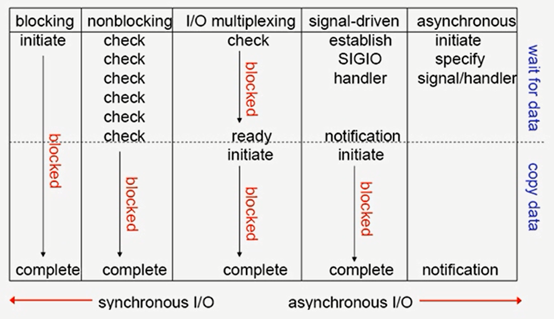 blocking nonblocking I/O multiplexing signal-driven asynchronous
initiate check check establish initiate
check SIGIO specify
check blocked handler signal/handler
check
check
check ready notification
wait for data
initiate initiate
blocked blocked blocked blocked
copy data
complete complete complete complete notification
synchronous I/O asynchronous I/O